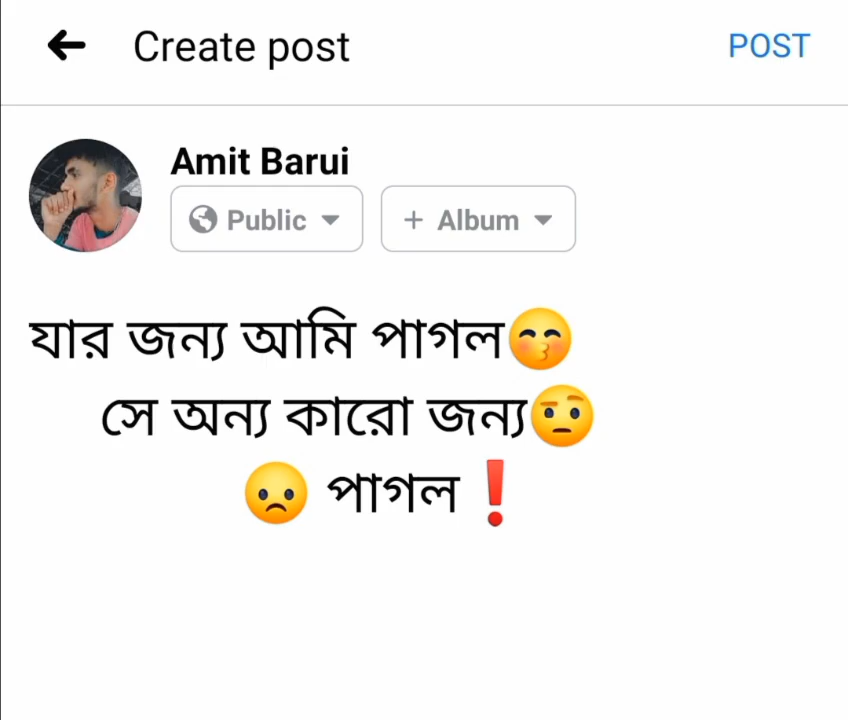 Create post
POST
Amit Barui
Public
+ Album
যার জন্য আমি পাগল😙
সে অন্য কারো জন্য🤨
🙁 পাগল❗